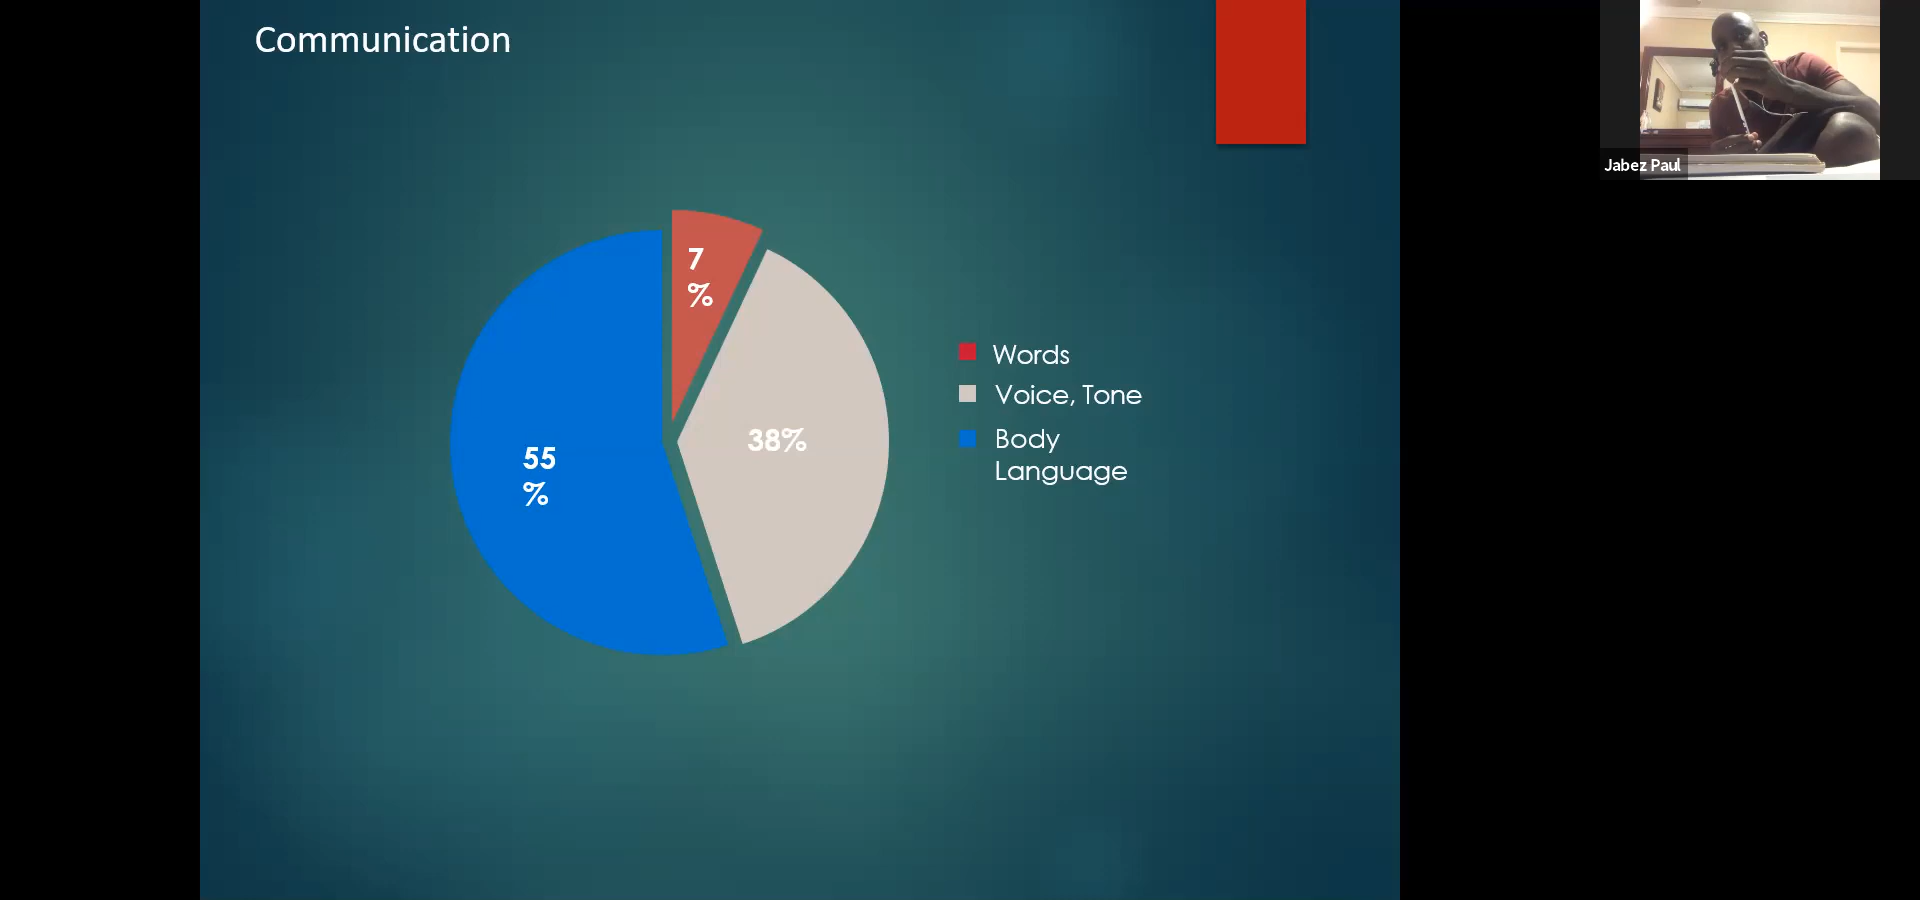 Communication
7
%
38%
55
%
Words
Voice, Tone
Body
Language
Jabez Paul